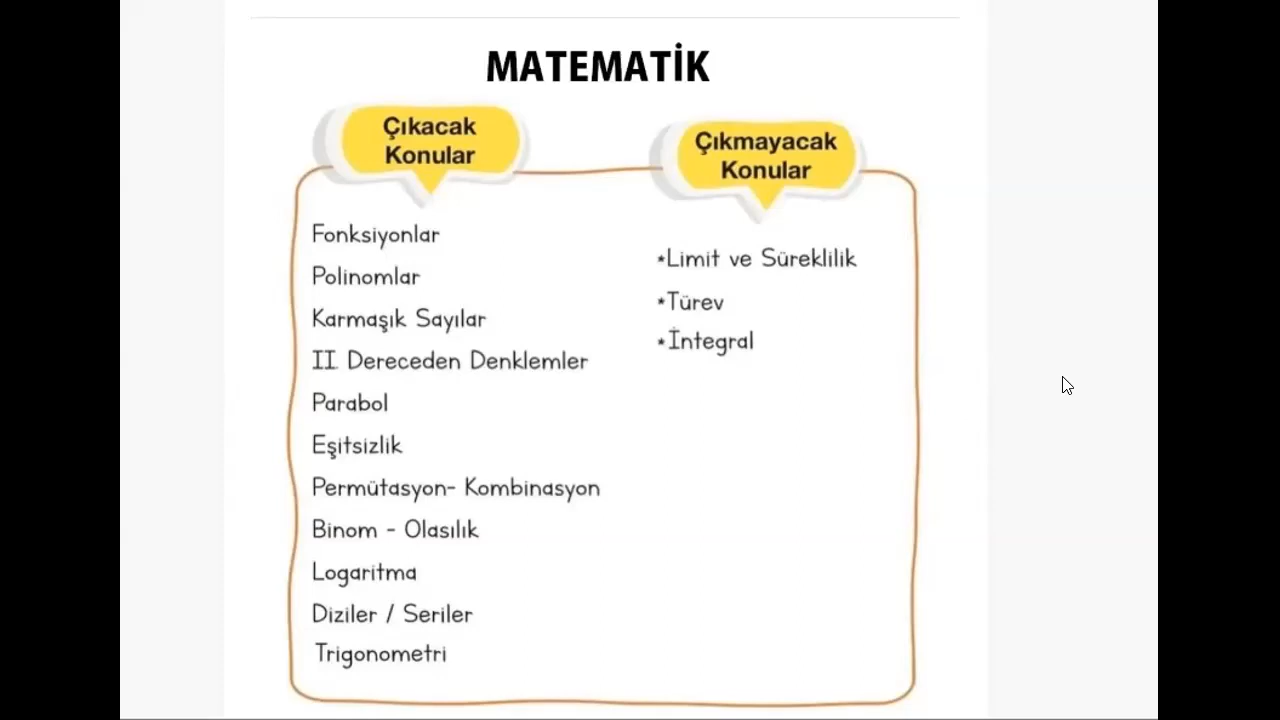 MATEMATİK
Çıkacak
Konular
Fonksiyonlar
Polinomlar
Karmaşık Sayılar
II. Dereceden Denklemler
Parabol
Eşitsizlik
Permütasyon- Kombinasyon
Binom - Olasılık
Logaritma
Diziler / Seriler
Trigonometri
Çıkmayacak
Konular
*Limit ve Süreklilik
*Türev
*İntegral